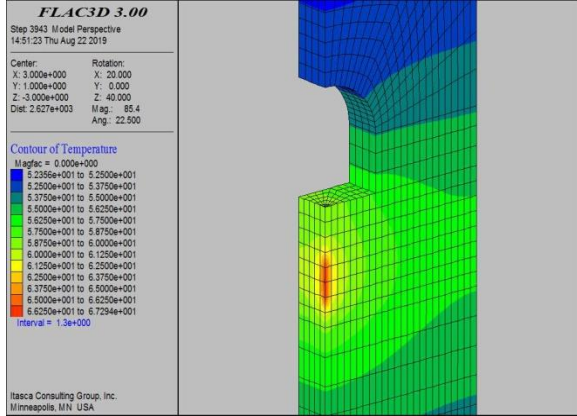 FLAC3D 3.00
Step 3943 Model Perspective
14:51:23 Thu Aug 22 2019
Center: Rotation:
X: 3.000e+000 X: 20.000
Y: 1.000e+000 Y: 0.000
Z: -3.000e+000 Z: 40.000
Dist: 2.627e+003 Mag.: 85.4
Ang.: 22.500
Contour of Temperature
Magfac = 0.000e+000
5.2356e+001 to 5.2500e+001
5.2500e+001 to 5.3750e+001
5.3750e+001 to 5.5000e+001
5.5000e+001 to 5.6250e+001
5.6250e+001 to 5.7500e+001
5.7500e+001 to 5.8750e+001
5.8750e+001 to 6.0000e+001
6.0000e+001 to 6.1250e+001
6.1250e+001 to 6.2500e+001
6.2500e+001 to 6.3750e+001
6.3750e+001 to 6.5000e+001
6.5000e+001 to 6.6250e+001
6.6250e+001 to 6.7294e+001
Interval = 1.3e+000
Itasca Consulting Group, Inc.
Minneapolis, MN USA